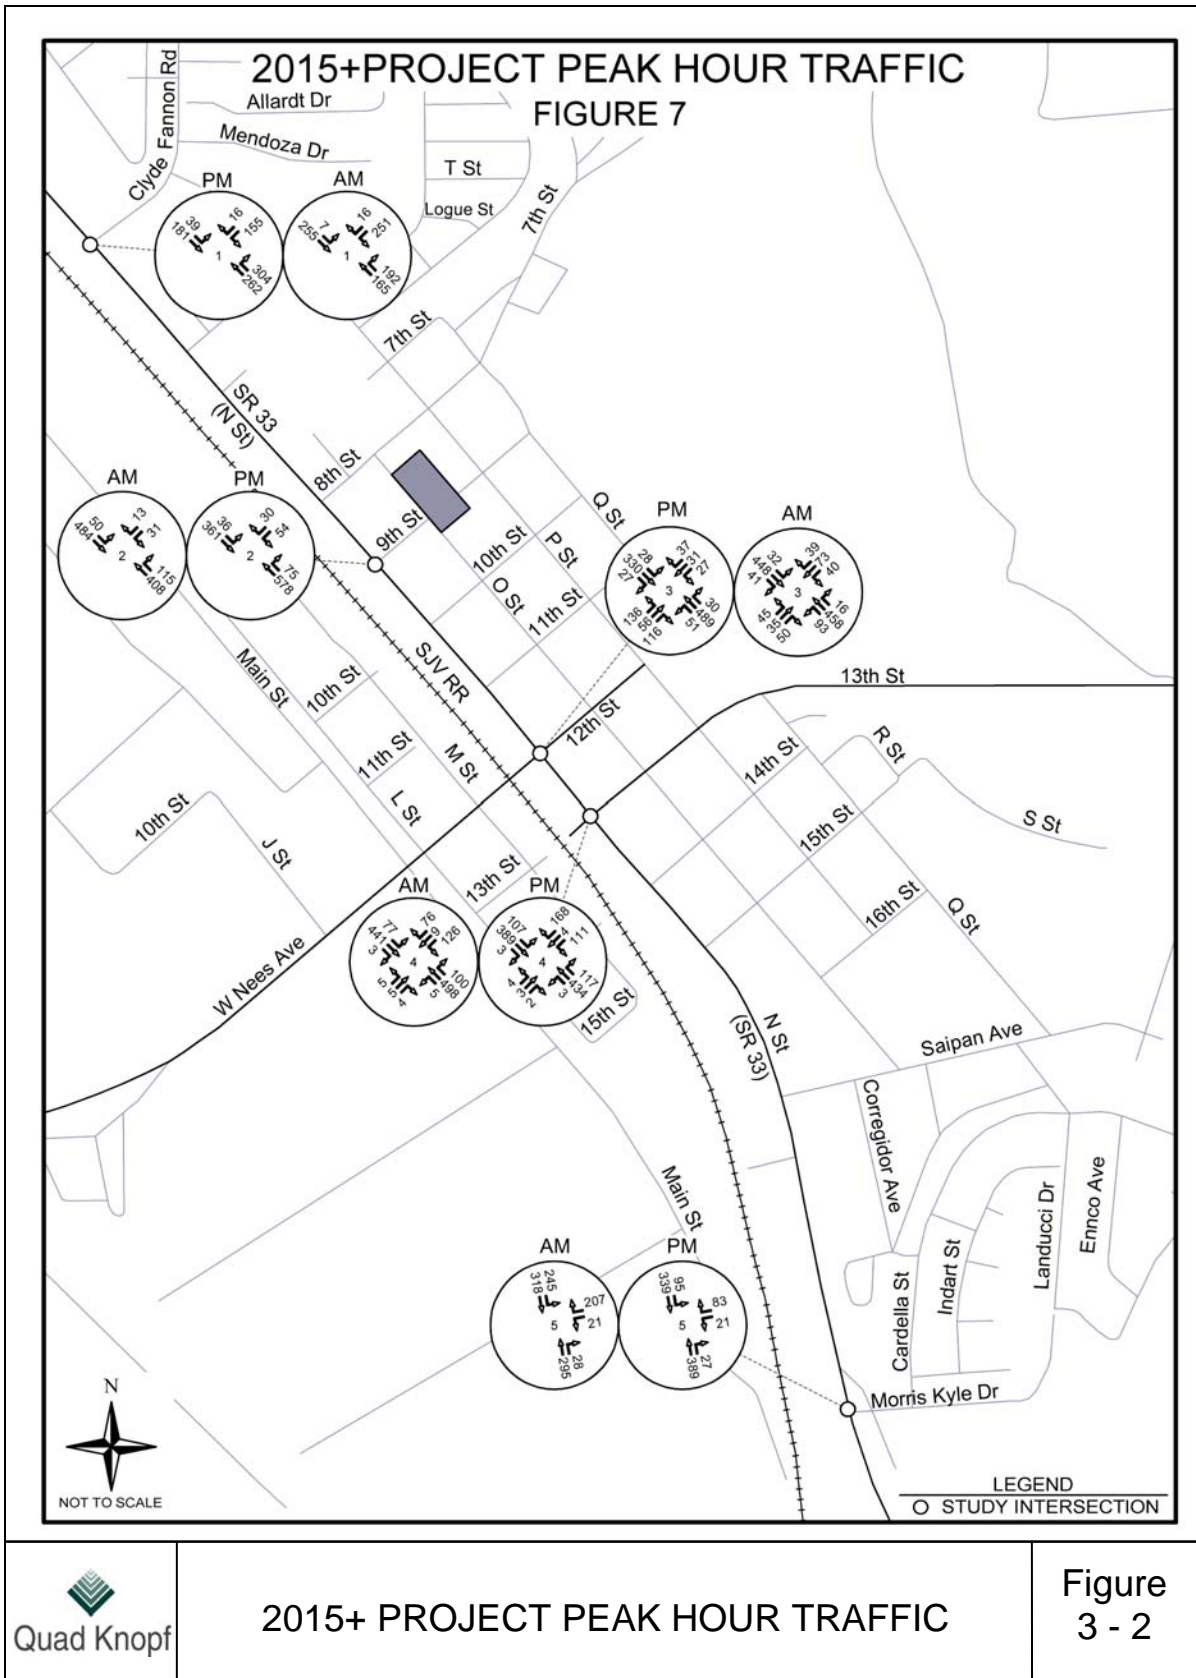 2015+PROJECT PEAK HOUR TRAFFIC
FIGURE 7
Clyde Fannon Rd
Allardt Dr
Mendoza Dr
T St
Logue St
7th St
PM
39
181
16
155
1
304
262
AM
7
255
16
251
1
192
165
7th St
SR 33
(N St)
8th St
9th St
10th St
11th St
12th St
O St
P St
Q St
AM
50
484
13
31
2
115
408
PM
36
361
30
54
2
75
578
PM
28
330
27
37
31
27
3
136
56
116
30
489
51
AM
32
448
41
39
73
40
3
45
35
50
16
458
93
SJV RR
Main St
10th St
11th St
M St
L St
13th St
10th St
J St
W Nees Ave
13th St
14th St
15th St
16th St
R St
S St
Q St
AM
77
441
3
76
9
126
4
5
5
4
100
498
5
PM
107
389
3
168
4
111
4
4
3
2
117
434
3
15th St
N St
(SR 33)
Saipan Ave
Corregidor Ave
Cardella St
Indart St
Landucci Dr
Ennco Ave
Main St
AM
318
245
207
21
5
295
28
PM
339
95
83
21
5
389
27
Morris Kyle Dr
N
NOT TO SCALE
LEGEND
STUDY INTERSECTION
Quad Knopf
2015+ PROJECT PEAK HOUR TRAFFIC
Figure
3 - 2